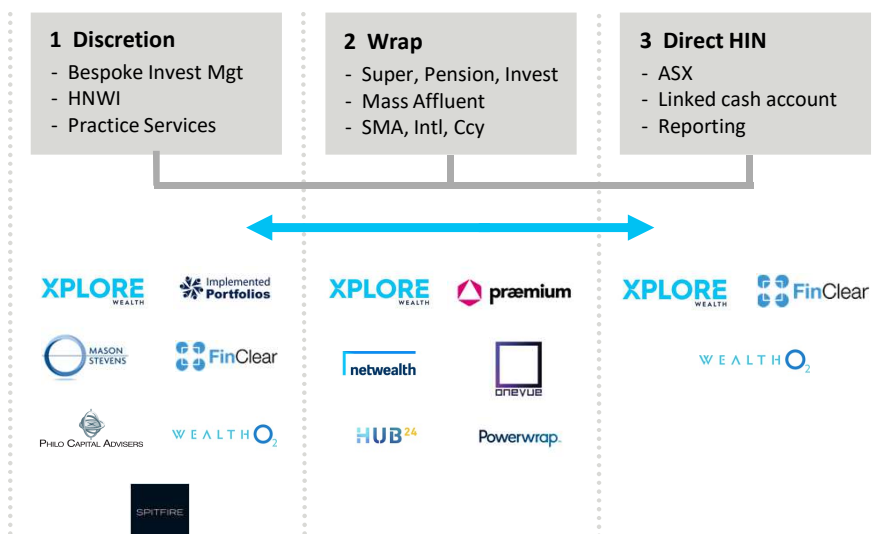 1 Discretion
- Bespoke Invest Mgt
- HNWI
- Practice Services
2 Wrap
- Super, Pension, Invest
- Mass Affluent
- SMA, Intl, Ccy
3 Direct HIN
- ASX
- Linked cash account
- Reporting
XPLORE
WEALTH
Implemented
Portfolios
MASON
STEVENS
FinClear
PHILO CAPITAL ADVISERS
WEALTHO2
SPITFIRE
XPLORE
WEALTH
præmium
netwealth
onevue
HUB24
Powerwrap.
XPLORE
WEALTH
FinClear
WEALTHO2